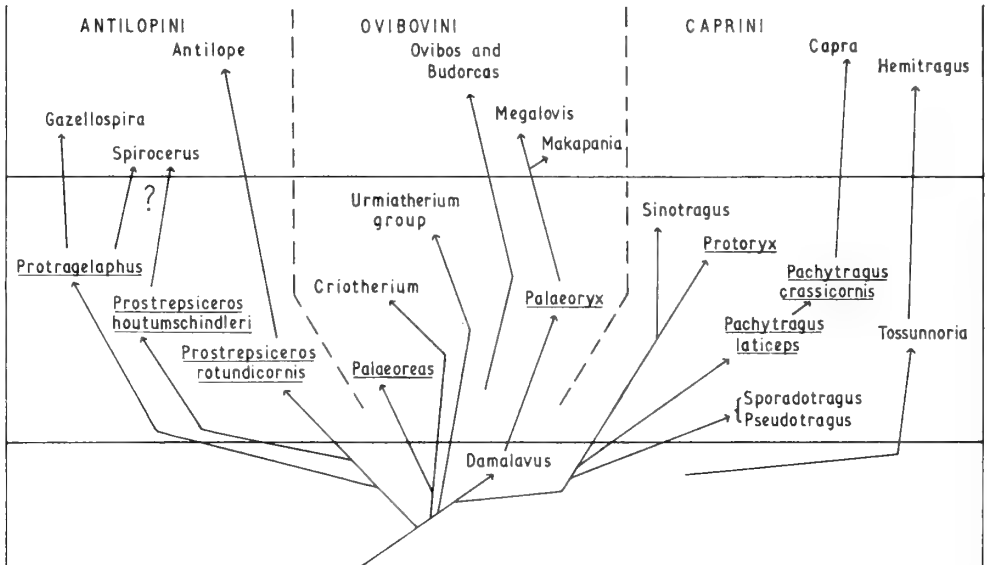 ANTILOPINI
OVIBOVINI
CAPRINI
Antilope
Ovibos and
Budorcas
Capra
Hemitragus
Gazellospira
Spirocerus
?
Megalovis
Makapania
Urmiatherium
group
Sinotragus
Protoryx
Protragelaphus
Criotherium
Pachytragus
crassicornis
Prostrepsiceros
houtumschindleri
Palaeoryx
Pachytragus
laticeps
Tossunnoria
Prostrepsiceros
rotundicornis
Palaeoreas
Sporadotragus
Pseudotragus
Damalavus